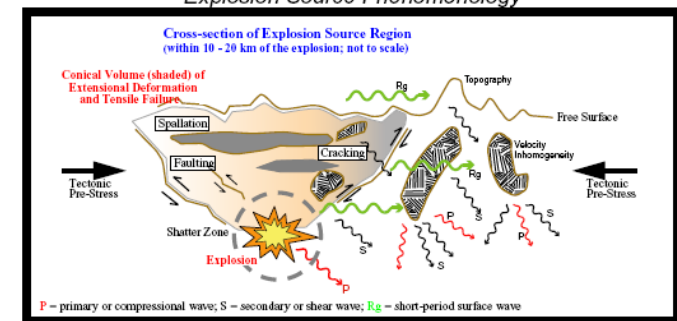 Explosion Source Phenomenology
Cross-section of Explosion Source Region
(within 10 - 20 km of the explosion; not to scale)
Conical Volume (shaded) of
Extensional Deformation
and Tensile Failure
Rg
Topography
Free Surface
Spallation
Cracking
Faulting
Velocity
Inhomogeneity
Rg
Tectonic
Pre-Stress
Tectonic
Pre-Stress
Shatter Zone
Explosion
S
P
S
P
S
S
P
P = primary or compressional wave; S = secondary or shear wave; Rg = short-period surface wave